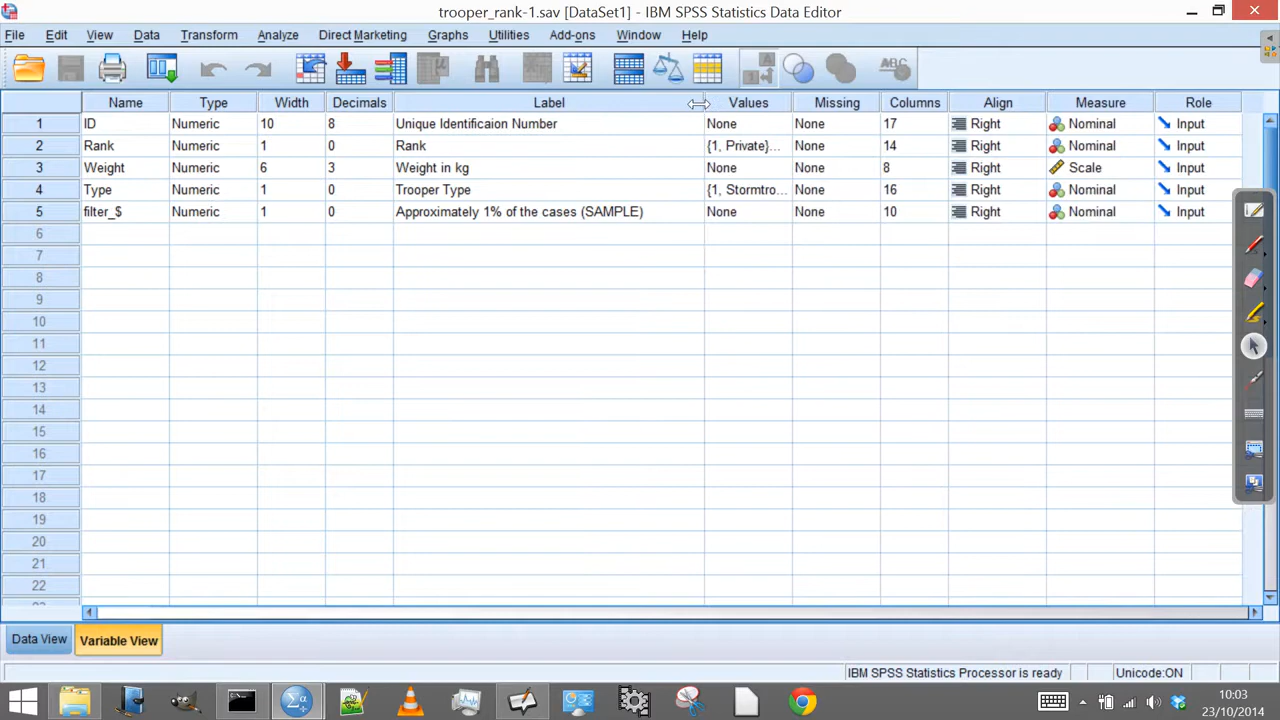 trooper_rank-1.sav [DataSet1] - IBM SPSS Statistics Data Editor
File Edit View Data Transform Analyze Direct Marketing Graphs Utilities Add-ons Window Help
Name Type Width Decimals Label Values Missing Columns Align Measure Role
1 ID Numeric 10 8 Unique Identificaion Number None None 17 Right Nominal Input
2 Rank Numeric 1 0 Rank {1, Private}... None 14 Right Nominal Input
3 Weight Numeric 6 3 Weight in kg None None 8 Right Scale Input
4 Type Numeric 1 0 Trooper Type {1, Stormtro... None 16 Right Nominal Input
5 filter_$ Numeric 1 0 Approximately 1% of the cases (SAMPLE) None None 10 Right Nominal Input
6
7
8
9
10
11
12
13
14
15
16
17
18
19
20
21
22
Data View Variable View
IBM SPSS Statistics Processor is ready Unicode:ON
10:03
23/10/2014